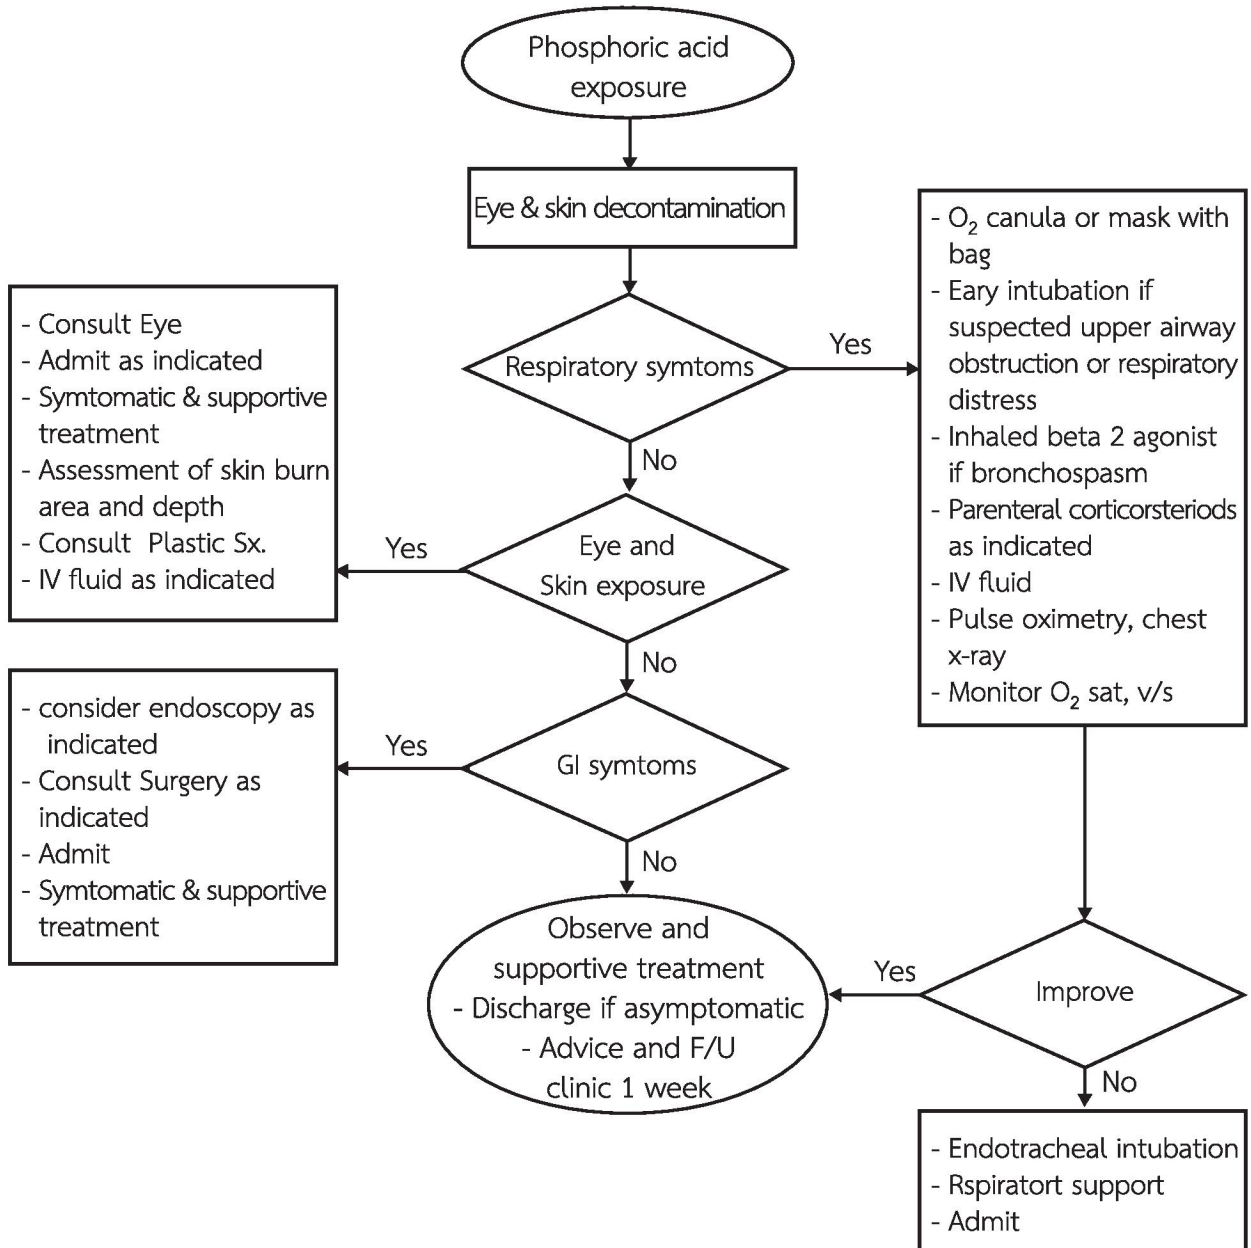 Phosphoric acid
exposure
Eye & skin decontamination
Respiratory symtoms
Yes
- O₂ canula or mask with
bag
- Eary intubation if
suspected upper airway
obstruction or respiratory
distress
- Inhaled beta 2 agonist
if bronchospasm
- Parenteral corticorsteriods
as indicated
- IV fluid
- Pulse oximetry, chest
x-ray
- Monitor O₂ sat, v/s
No
Eye and
Skin exposure
Yes
- Consult Eye
- Admit as indicated
- Symtomatic & supportive
treatment
- Assessment of skin burn
area and depth
- Consult Plastic Sx.
- IV fluid as indicated
No
GI symtoms
Yes
- consider endoscopy as
indicated
- Consult Surgery as
indicated
- Admit
- Symtomatic & supportive
treatment
No
Observe and
supportive treatment
- Discharge if asymptomatic
- Advice and F/U
clinic 1 week
Yes
Improve
No
- Endotracheal intubation
- Rspiratort support
- Admit